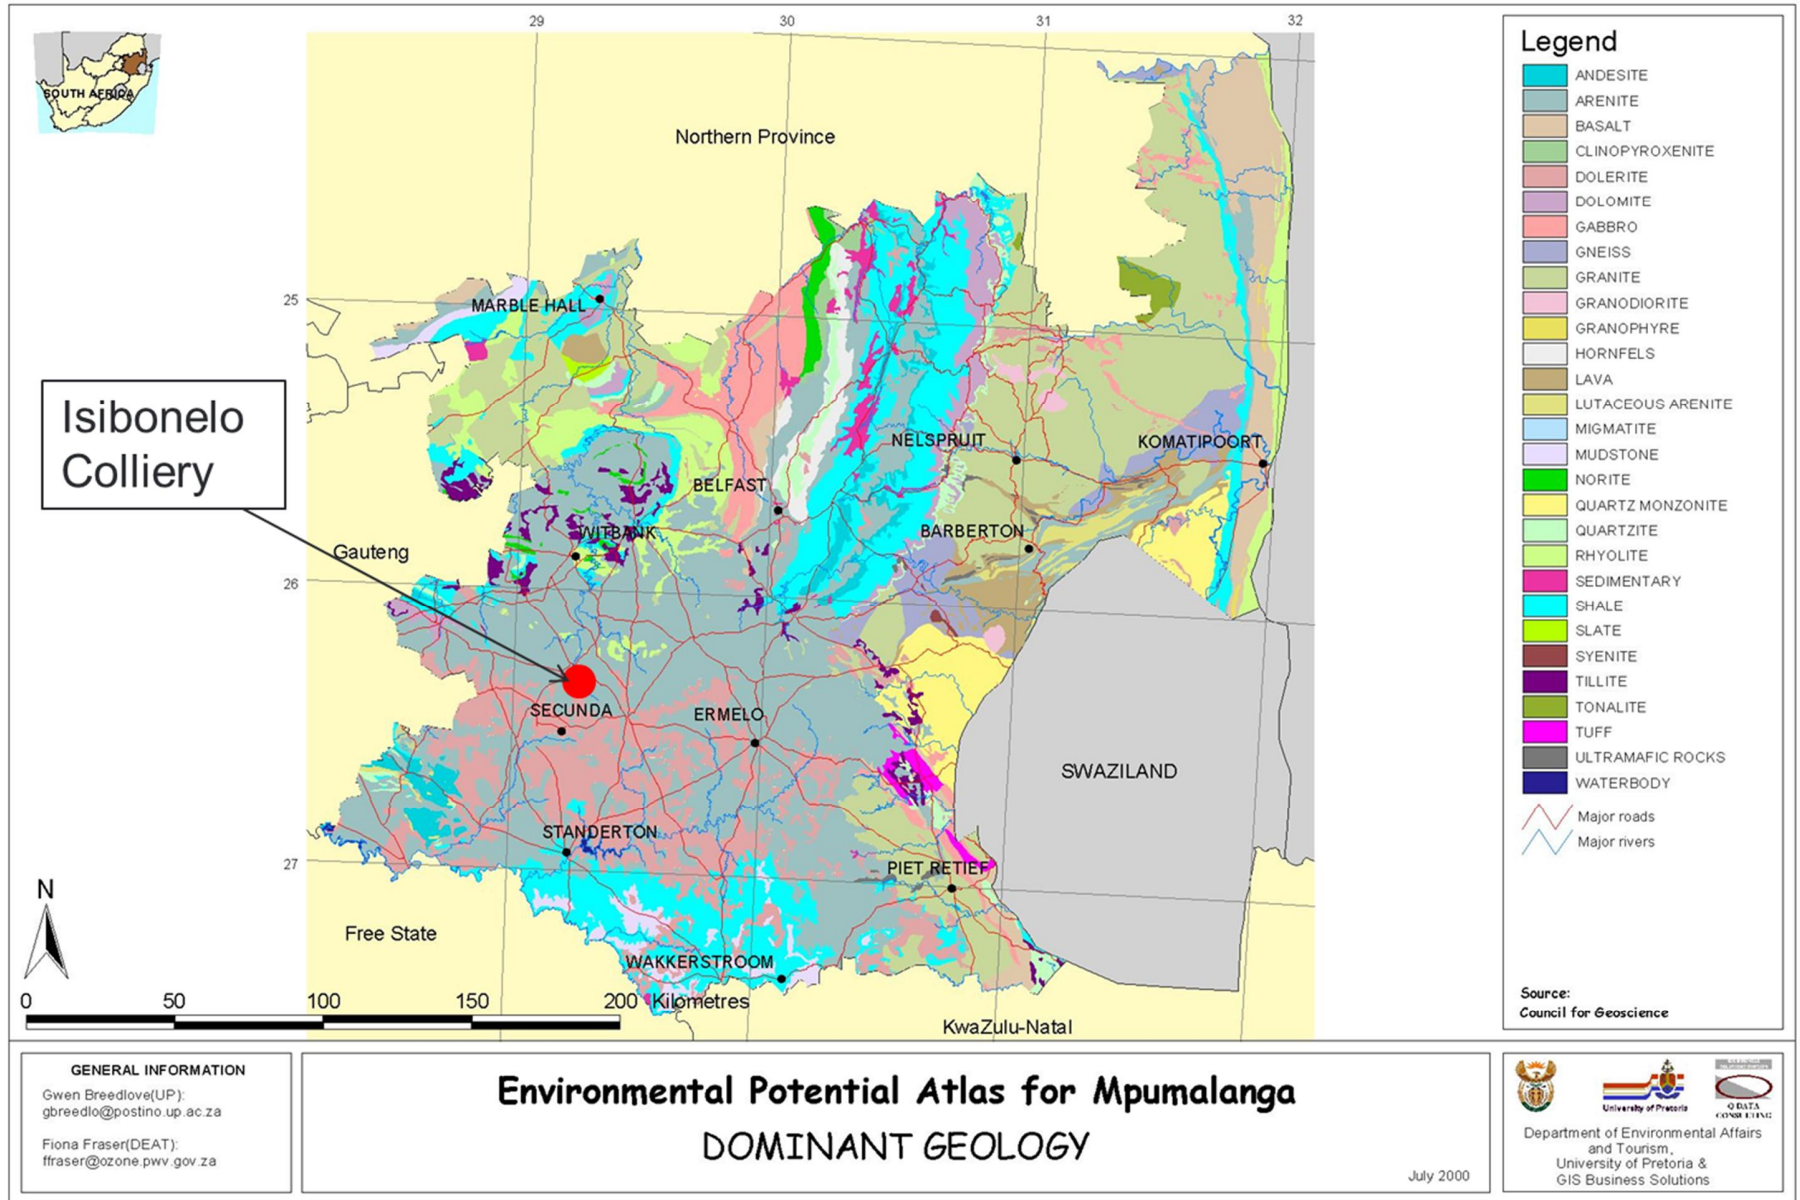 29
30
31
32
SOUTH AFRICA
Northern Province
25
MARBLE HALL
Isibonelo
Colliery
NELSPRUIT
KOMATIPOORT
BELFAST
WITBANK
BARBERTON
Gauteng
26
SECUNDA
ERMELO
SWAZILAND
STANDERTON
27
PIET RETIEF
N
Free State
WAKKERSTROOM
0 50 100 150 200 Kilometres
KwaZulu-Natal
Legend
ANDESITE
ARENITE
BASALT
CLINOPYROXENITE
DOLERITE
DOLOMITE
GABBRO
GNEISS
GRANITE
GRANODIORITE
GRANOPHYRE
HORNFELS
LAVA
LUTACEOUS ARENITE
MIGMATITE
MUDSTONE
NORITE
QUARTZ MONZONITE
QUARTZITE
RHYOLITE
SEDIMENTARY
SHALE
SLATE
SYENITE
TILLITE
TONALITE
TUFF
ULTRAMAFIC ROCKS
WATERBODY
Major roads
Major rivers
Source:
Council for Geoscience
GENERAL INFORMATION
Gwen Breedlove(UP):
gbreedlo@postino.up.ac.za
Fiona Fraser(DEAT):
ffraser@ozone.pwv.gov.za
Environmental Potential Atlas for Mpumalanga
DOMINANT GEOLOGY
July 2000
University of Pretoria
Q DATA
CONSULTING
Department of Environmental Affairs
and Tourism,
University of Pretoria &
GIS Business Solutions